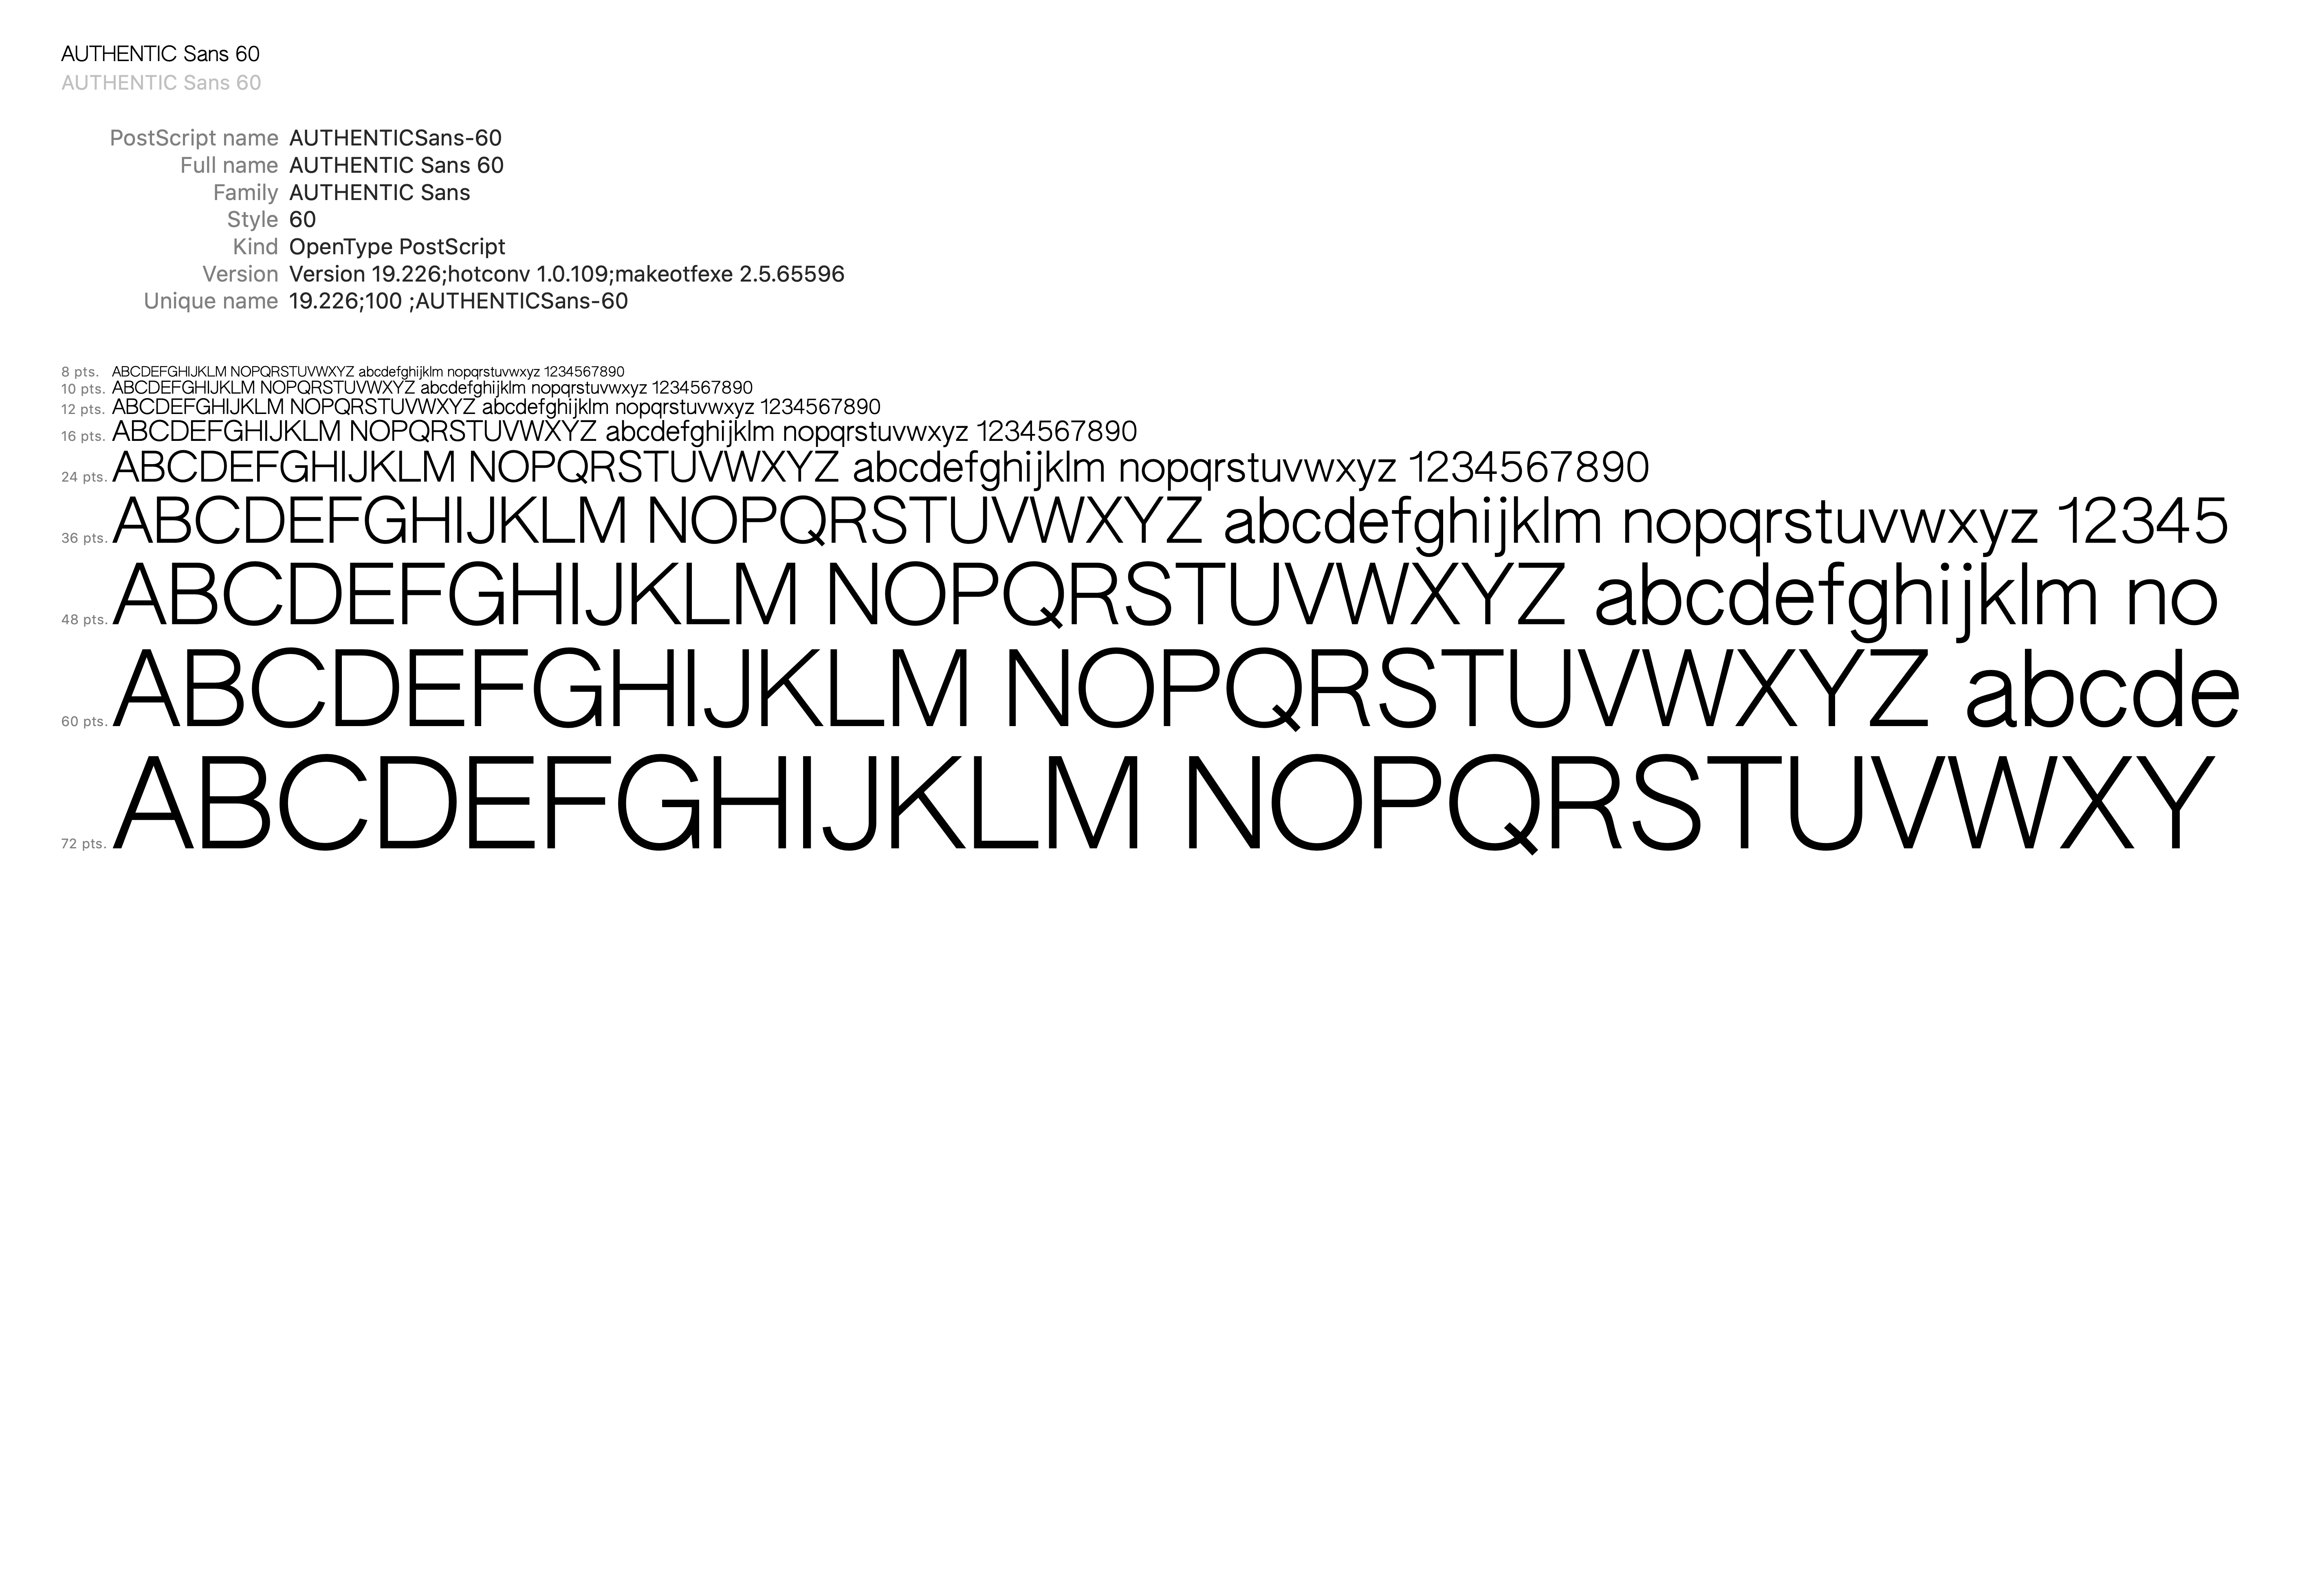 AUTHENTIC Sans 60
AUTHENTIC Sans 60
PostScript name AUTHENTICSans-60
Full name AUTHENTIC Sans 60
Family AUTHENTIC Sans
Style 60
Kind OpenType PostScript
Version Version 19.226;hotconv 1.0.109;makeotfexe 2.5.65596
Unique name 19.226;100 ;AUTHENTICSans-60
8 pts. ABCDEFGHIJKLM NOPQRSTUVWXYZ abcdefghijklm nopqrstuvwxyz 1234567890
10 pts. ABCDEFGHIJKLM NOPQRSTUVWXYZ abcdefghijklm nopqrstuvwxyz 1234567890
12 pts. ABCDEFGHIJKLM NOPQRSTUVWXYZ abcdefghijklm nopqrstuvwxyz 1234567890
16 pts. ABCDEFGHIJKLM NOPQRSTUVWXYZ abcdefghijklm nopqrstuvwxyz 1234567890
24 pts. ABCDEFGHIJKLM NOPQRSTUVWXYZ abcdefghijklm nopqrstuvwxyz 1234567890
36 pts. ABCDEFGHIJKLM NOPQRSTUVWXYZ abcdefghijklm nopqrstuvwxyz 12345
48 pts. ABCDEFGHIJKLM NOPQRSTUVWXYZ abcdefghijklm no
60 pts. ABCDEFGHIJKLM NOPQRSTUVWXYZ abcde
72 pts. ABCDEFGHIJKLM NOPQRSTUVWXY